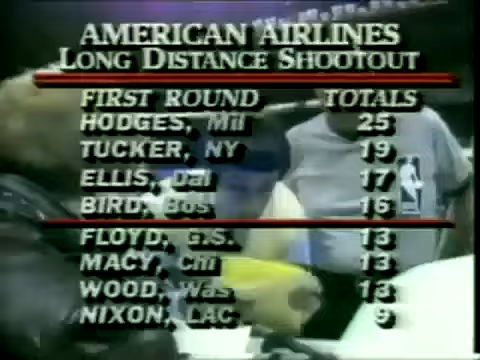 AMERICAN AIRLINES
LONG DISTANCE SHOOTOUT
FIRST ROUND TOTALS
HODGES, Mil 25
TUCKER, NY 19
ELLIS, Dal 17
BIRD, Bos 16
FLOYD, G.S. 13
MACY, Chi 13
WOOD, Was 13
NIXON, LAC 9